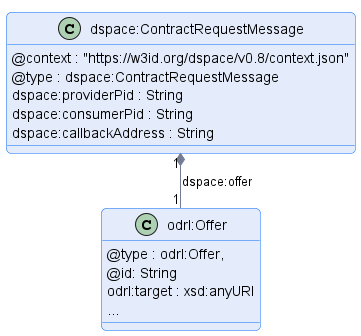 C dspace:ContractRequestMessage
@context : "https://w3id.org/dspace/v0.8/context.json"
@type : dspace:ContractRequestMessage
dspace:providerPid : String
dspace:consumerPid : String
dspace:callbackAddress : String
1
dspace:offer
1
C odrl:Offer
@type : odrl:Offer,
@id: String
odrl:target : xsd:anyURI
...